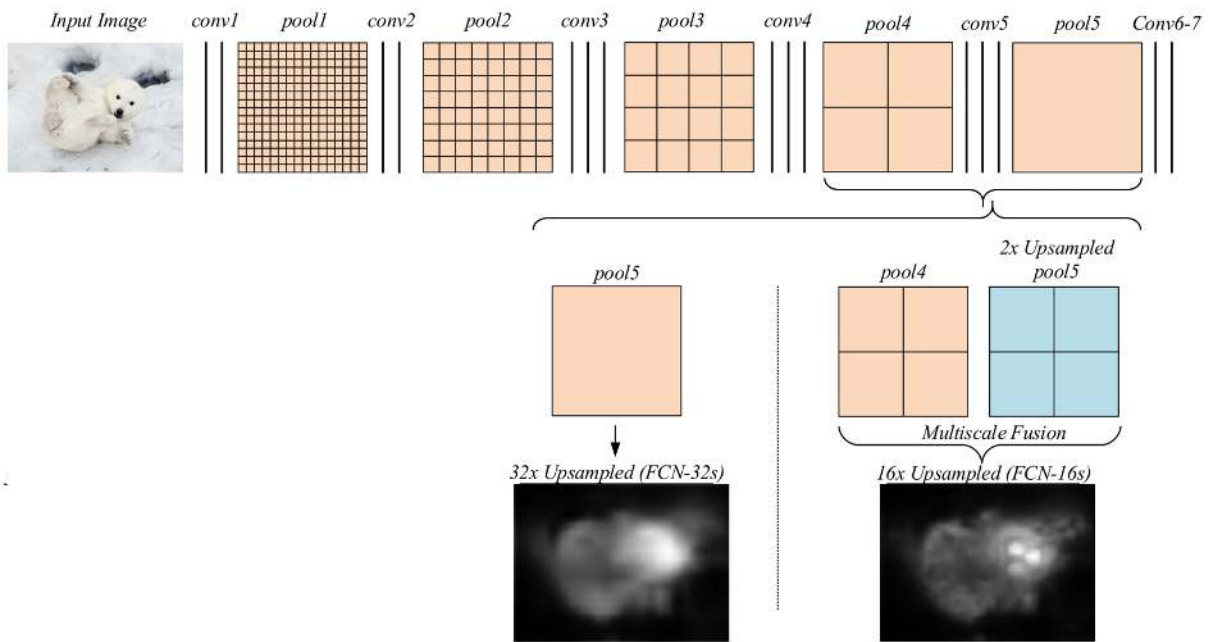 Input Image conv1 pool1 conv2 pool2 conv3 pool3 conv4 pool4 conv5 pool5 Conv6-7
2x Upsampled
pool5 pool4 pool5
Multiscale Fusion
32x Upsampled (FCN-32s) 16x Upsampled (FCN-16s)